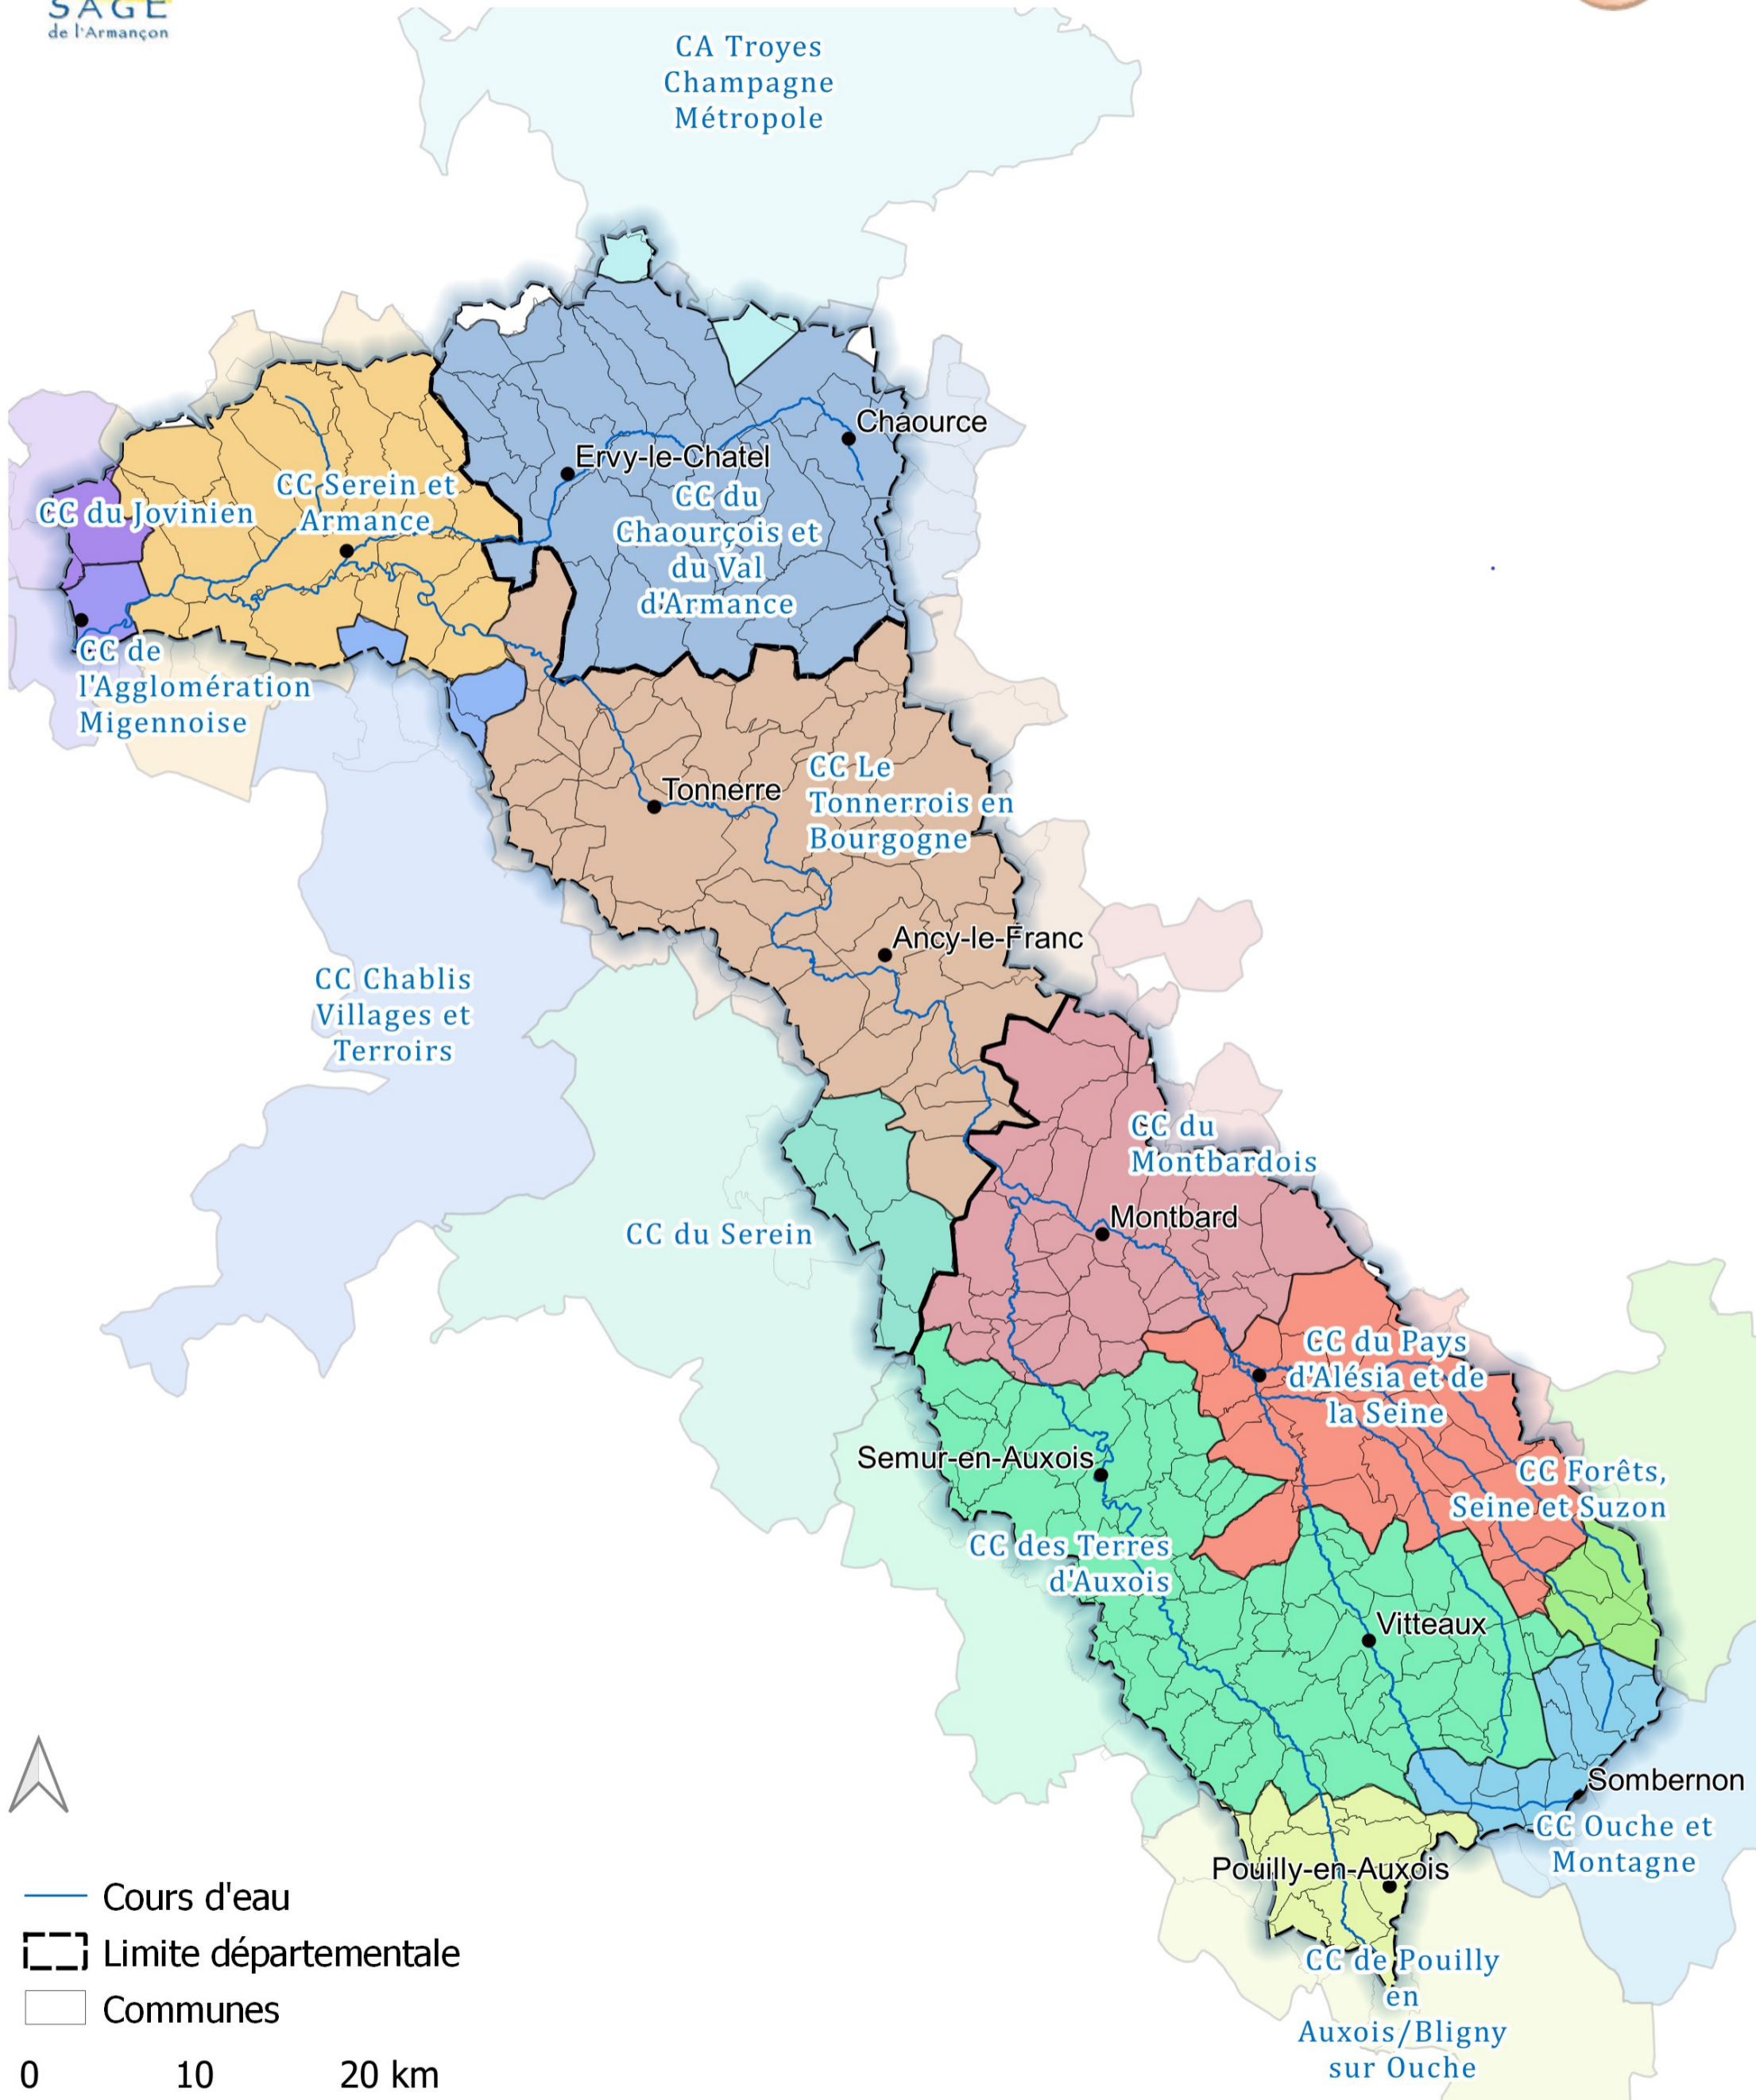 SAGE
de l'Armançon
CA Troyes
Champagne
Métropole
Chaource
Ervy-le-Chatel
CC du
Chaourçois et
du Val
d'Armance
CC Serein et
Armance
CC du Jovinien
CC de
l'Agglomération
Migennoise
Tonnerre
CC Le
Tonnerrois en
Bourgogne
Ancy-le-Franc
CC Chablis
Villages et
Terroirs
CC du
Montbardois
Montbard
CC du Serein
CC du Pays
d'Alésia et de
la Seine
Semur-en-Auxois
CC Forêts,
Seine et Suzon
CC des Terres
d'Auxois
Vitteaux
Sombernon
CC Ouche et
Montagne
Pouilly-en-Auxois
CC de Pouilly
en
Auxois/Bligny
sur Ouche
Cours d'eau
Limite départementale
Communes
0 10 20 km